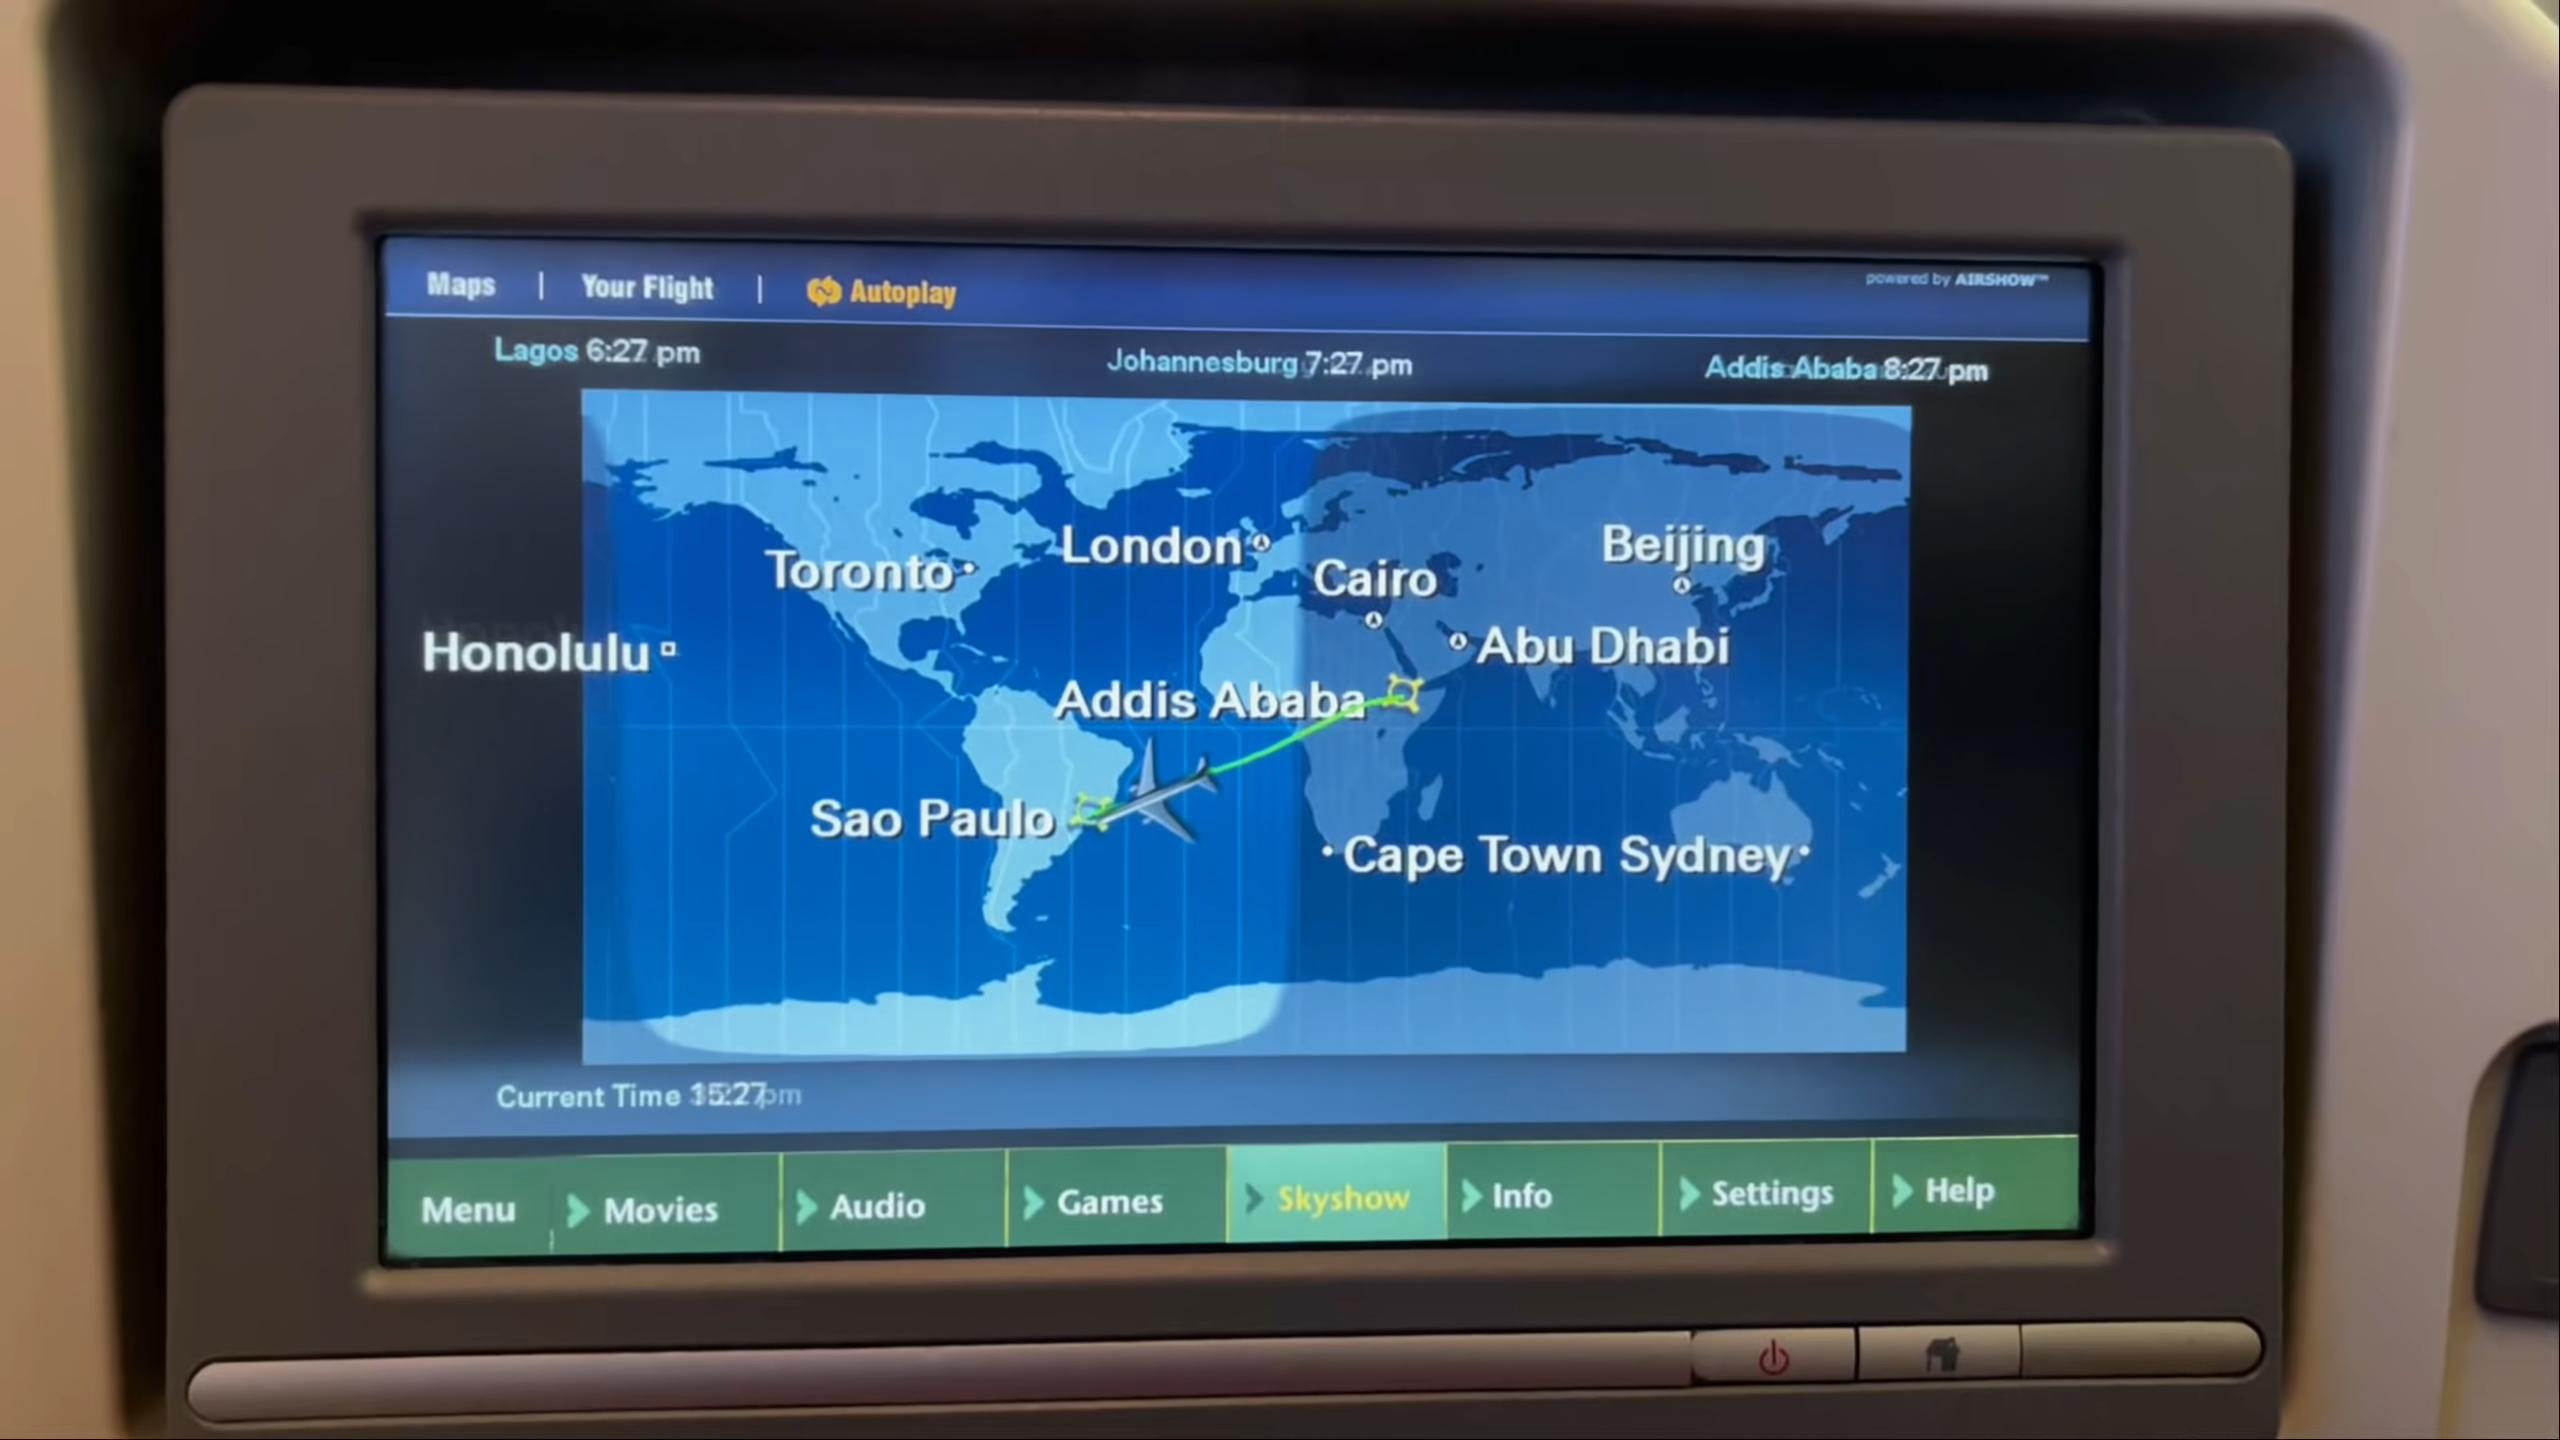 Maps | Your Flight | Autoplay
powered by AIRSHOW™
Lagos 6:27 pm
Johannesburg 7:27 pm
Addis Ababa 8:27 pm
London
Beijing
Toronto
Cairo
Honolulu
Abu Dhabi
Addis Ababa
Sao Paulo
Cape Town
Sydney
Current Time
Menu
Movies
Audio
Games
Skyshow
Info
Settings
Help